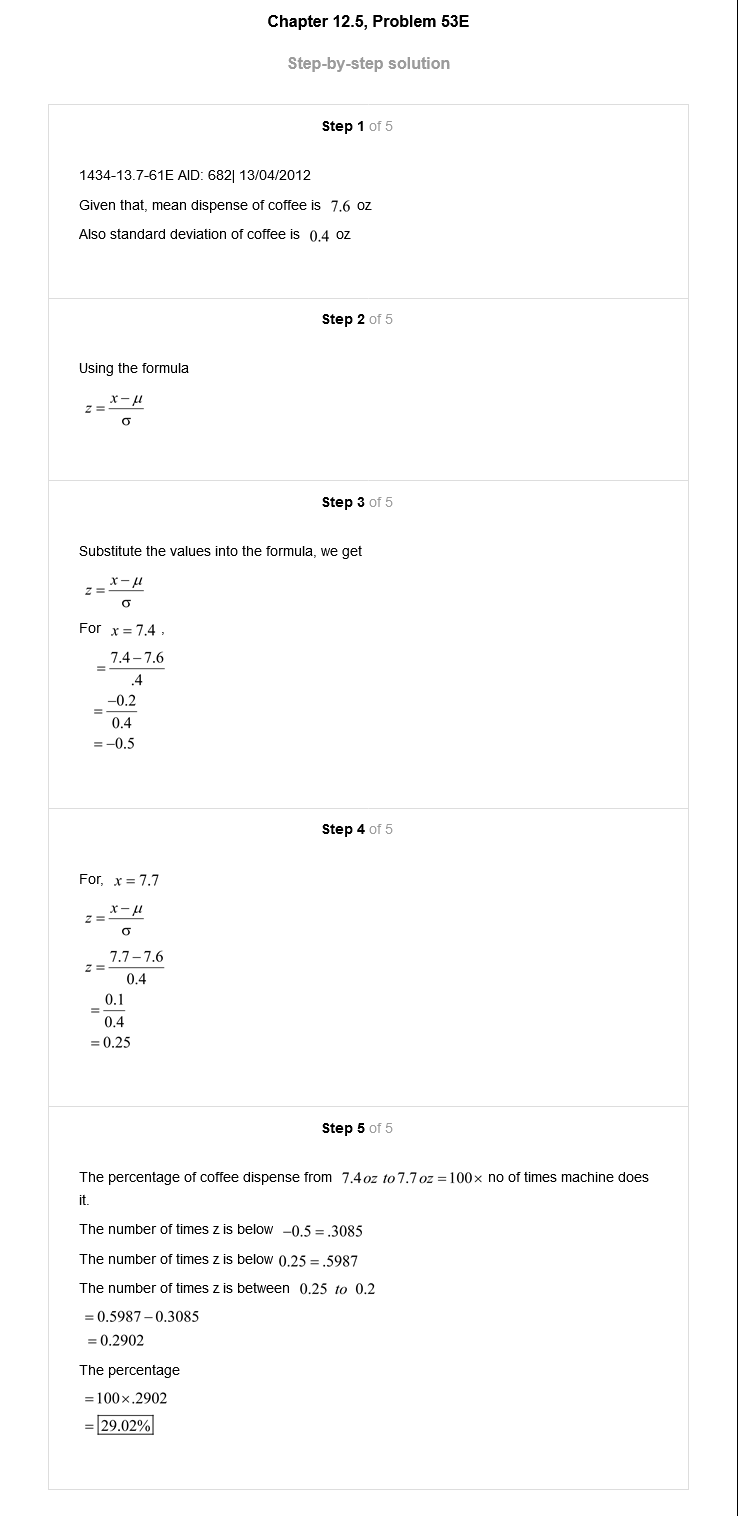 Chapter 12.5, Problem 53E
Step-by-step solution
Step 1 of 5
1434-13.7-61E AID: 682| 13/04/2012
Given that, mean dispense of coffee is 7.6 oz
Also standard deviation of coffee is 0.4 oz
Step 2 of 5
Using the formula
z = \frac{x-\mu}{\sigma}
Step 3 of 5
Substitute the values into the formula, we get
z = \frac{x-\mu}{\sigma}
For x = 7.4 ,
= \frac{7.4-7.6}{.4}
= \frac{-0.2}{0.4}
= -0.5
Step 4 of 5
For, x = 7.7
z = \frac{x-\mu}{\sigma}
z = \frac{7.7-7.6}{0.4}
= \frac{0.1}{0.4}
= 0.25
Step 5 of 5
The percentage of coffee dispense from 7.4 oz to 7.7 oz = 100× no of times machine does
it.
The number of times z is below −0.5 = .3085
The number of times z is below 0.25 = .5987
The number of times z is between 0.25 to 0.2
= 0.5987 − 0.3085
= 0.2902
The percentage
= 100×.2902
= 29.02%